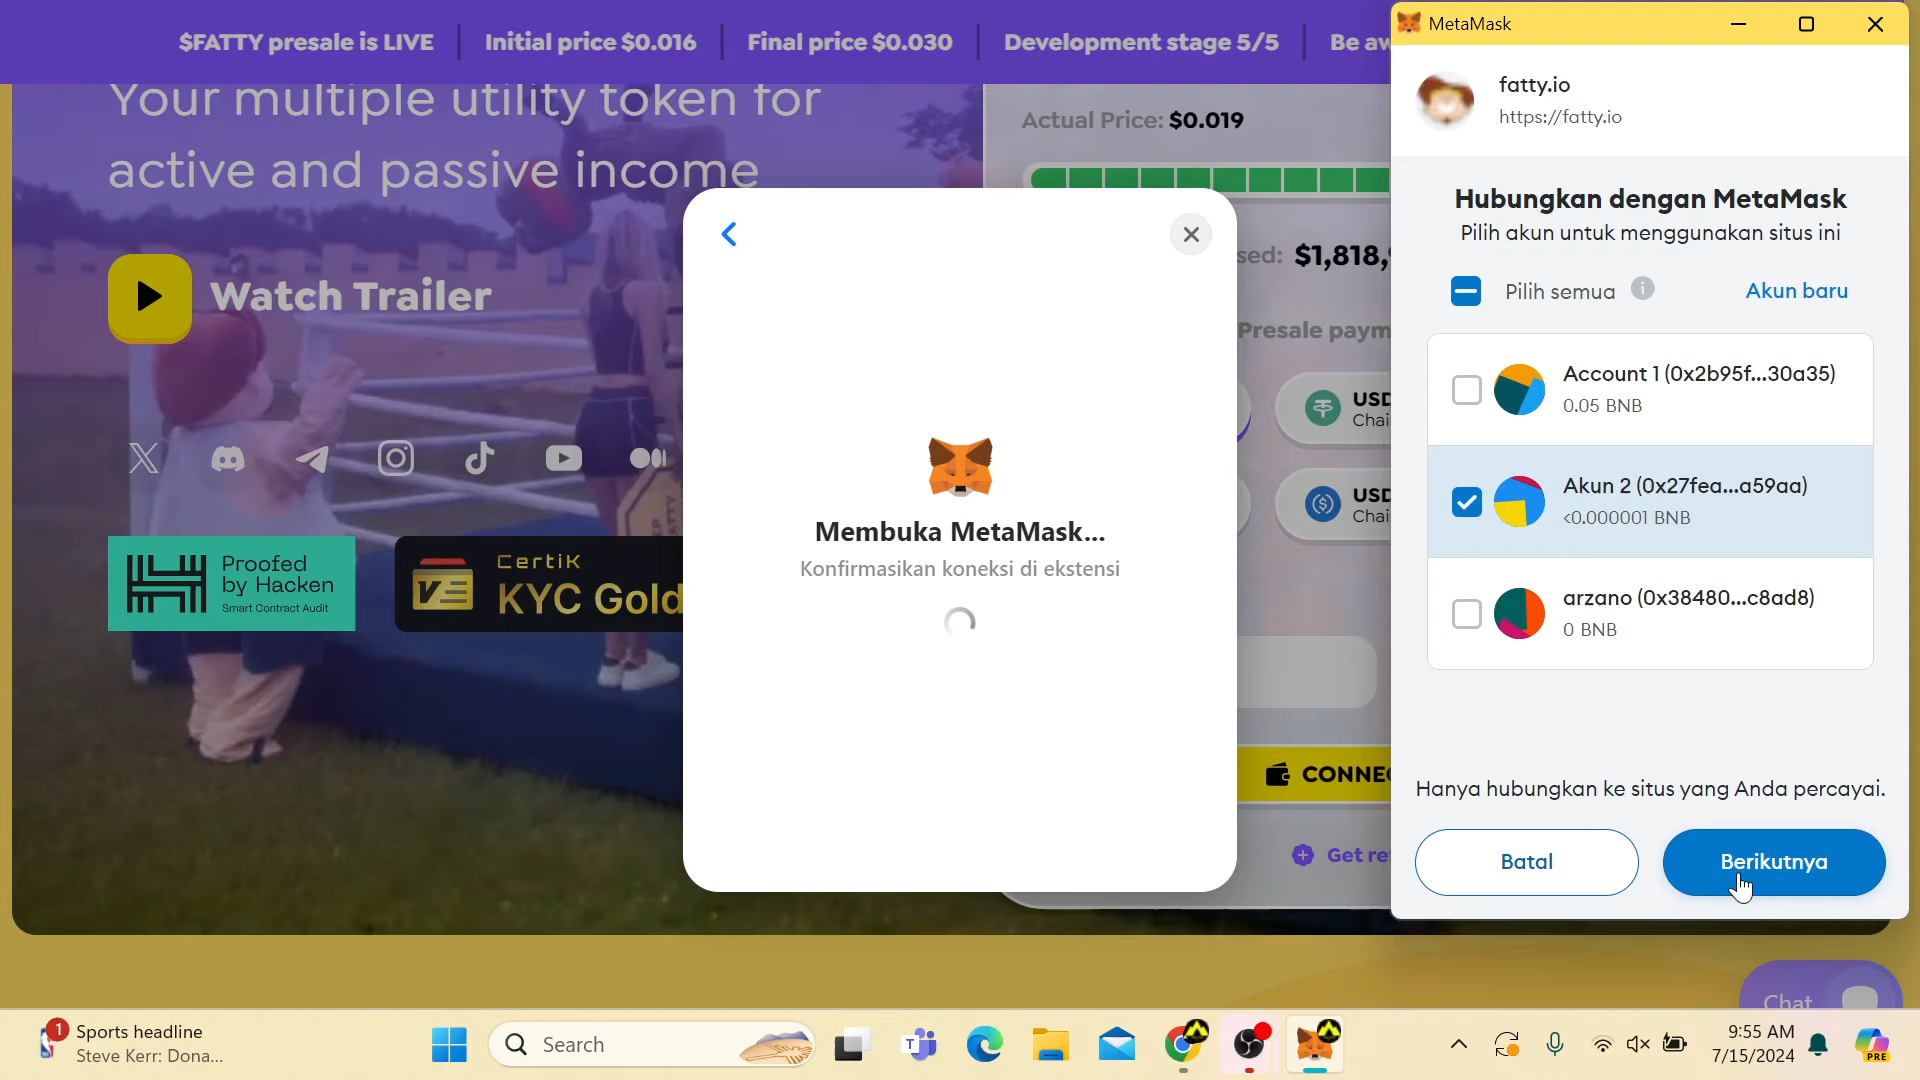 $FATTY presale is LIVE
Initial price $0.016
Final price $0.030
Development stage 5/5
Your multiple utility token for
active and passive income
Watch Trailer
Proofed
by Hacken
Smart Contract Audit
CertiK
KYC Gold
Actual Price: $0.019
$1,818,
Presale
Get
Membuka MetaMask...
Konfirmasikan koneksi di ekstensi
MetaMask
fatty.io
https://fatty.io
Hubungkan dengan MetaMask
Pilih akun untuk menggunakan situs ini
Pilih semua
Akun baru
Account 1 (0x2b95f...30a35)
0.05 BNB
Akun 2 (0x27fea...a59aa)
<0.000001 BNB
arzano (0x38480...c8ad8)
0 BNB
Hanya hubungkan ke situs yang Anda percayai.
Batal
Berikutnya
Chat
1
Sports headline
Steve Kerr: Dona...
Search
9:55 AM
7/15/2024
PRE